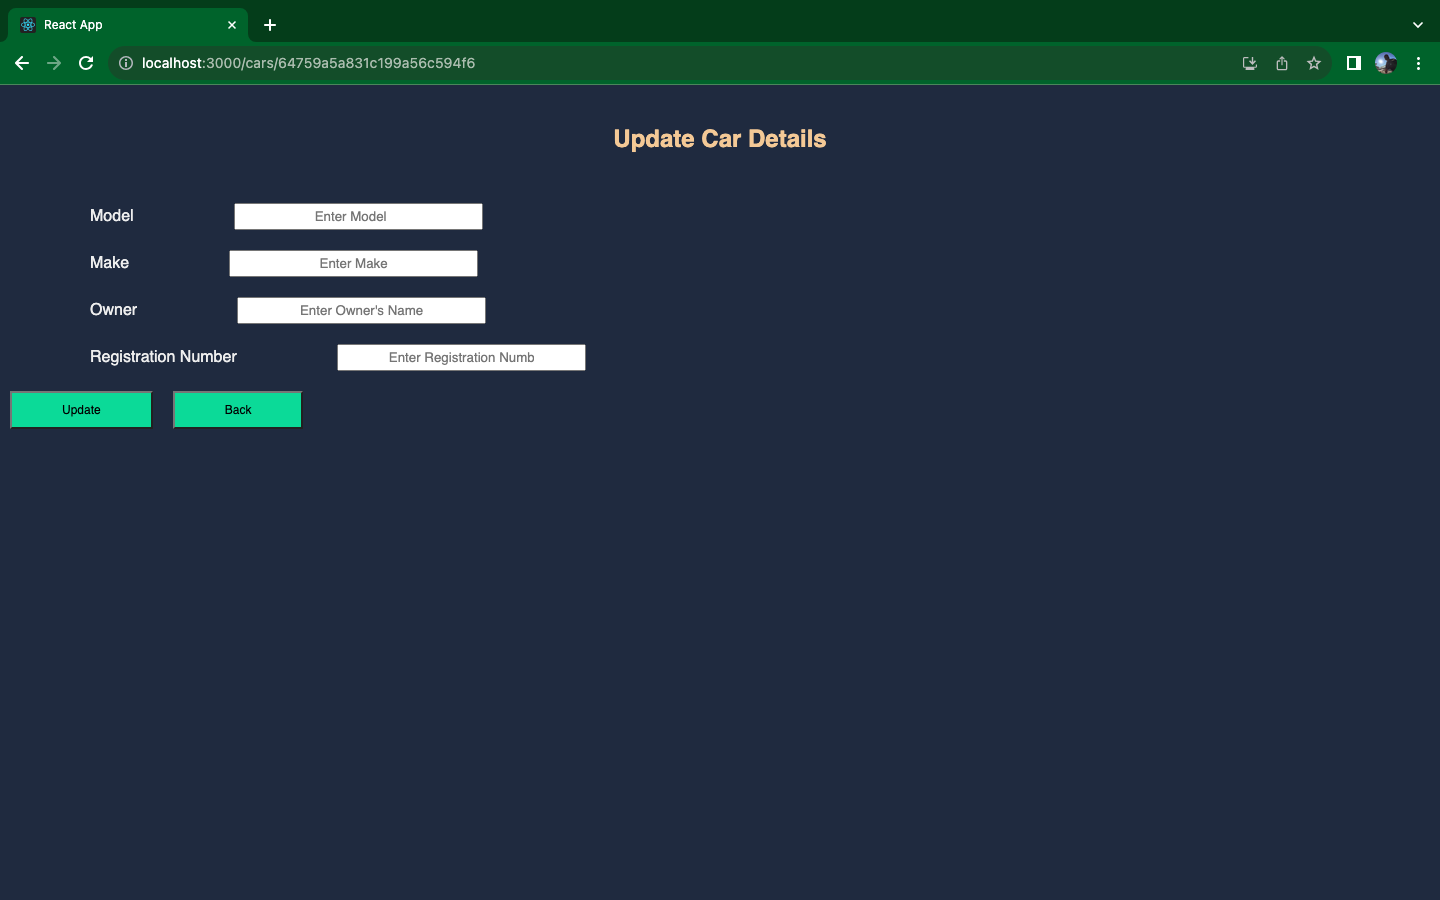 React App
localhost:3000/cars/64759a5a831c199a56c594f6
Update Car Details
Model Enter Model
Make Enter Make
Owner Enter Owner's Name
Registration Number Enter Registration Numb
Update Back